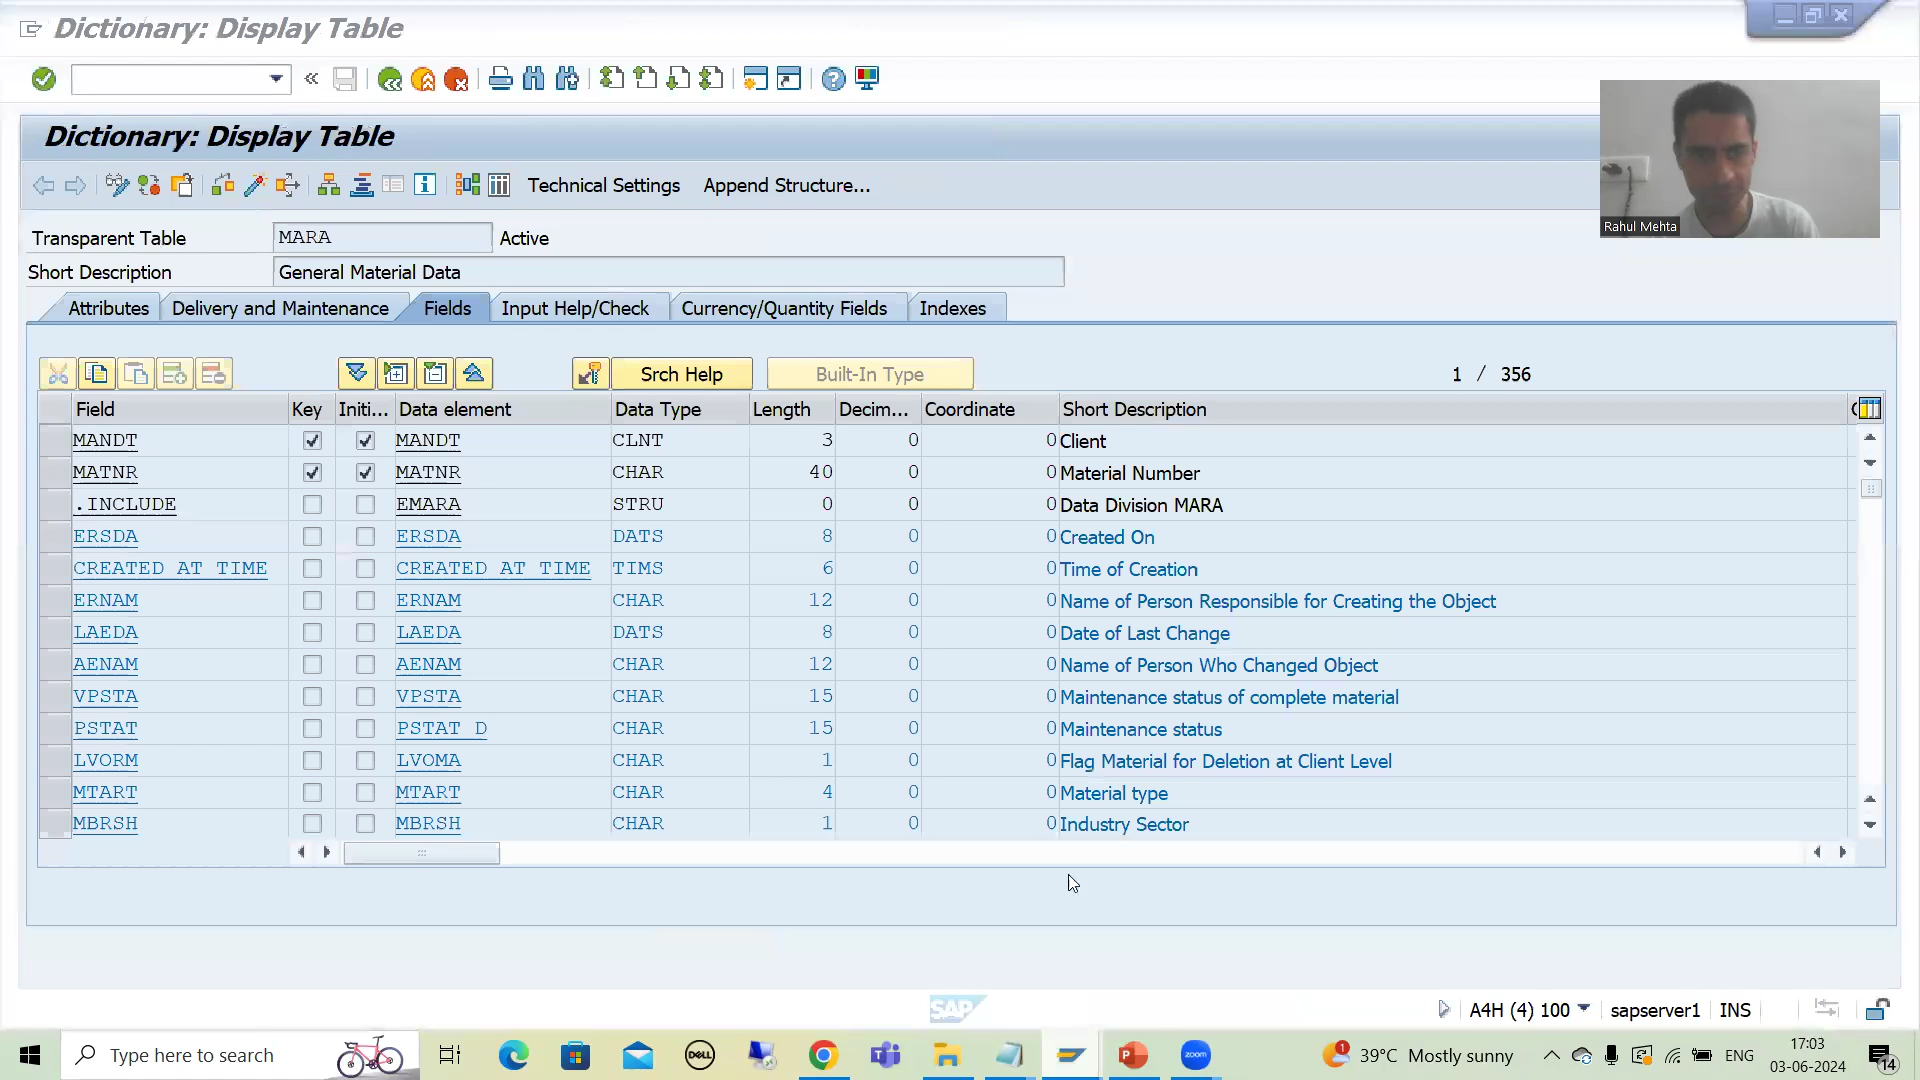 Dictionary: Display Table
Dictionary: Display Table
Technical Settings Append Structure...
Rahul Mehta
Transparent Table MARA Active
Short Description General Material Data
Attributes Delivery and Maintenance Fields Input Help/Check Currency/Quantity Fields Indexes
Srch Help Built-In Type 1 / 356
Field Key Initi... Data element Data Type Length Decim... Coordinate Short Description
MANDT MANDT CLNT 3 0 0 Client
MATNR MATNR CHAR 40 0 0 Material Number
.INCLUDE EMARA STRU 0 0 0 Data Division MARA
ERSDA ERSDA DATS 8 0 0 Created On
CREATED_AT_TIME CREATED_AT_TIME TIMS 6 0 0 Time of Creation
ERNAM ERNAM CHAR 12 0 0 Name of Person Responsible for Creating the Object
LAEDA LAEDA DATS 8 0 0 Date of Last Change
AENAM AENAM CHAR 12 0 0 Name of Person Who Changed Object
VPSTA VPSTA CHAR 15 0 0 Maintenance status of complete material
PSTAT PSTAT_D CHAR 15 0 0 Maintenance status
LVORM LVOMA CHAR 1 0 0 Flag Material for Deletion at Client Level
MTART MTART CHAR 4 0 0 Material type
MBRSH MBRSH CHAR 1 0 0 Industry Sector
SAP A4H (4) 100 sapserver1 INS
Type here to search DELL zoom 1 39°C Mostly sunny ENG 17:03
03-06-2024 14